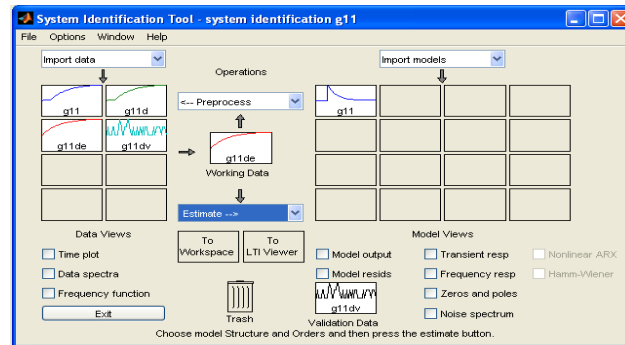 System Identification Tool - system identification g11
File Options Window Help
Import data
Operations
Import models
<-- Preprocess
g11
g11d
g11
g11de
g11dv
g11de
Working Data
Estimate -->
Data Views
To
Workspace
To
LTI Viewer
Model Views
Time plot
Model output
Transient resp
Nonlinear ARX
Data spectra
Model resids
Frequency resp
Hamm-Wiener
Frequency function
Zeros and poles
Exit
Trash
g11dv
Validation Data
Noise spectrum
Choose model Structure and Orders and then press the estimate button.